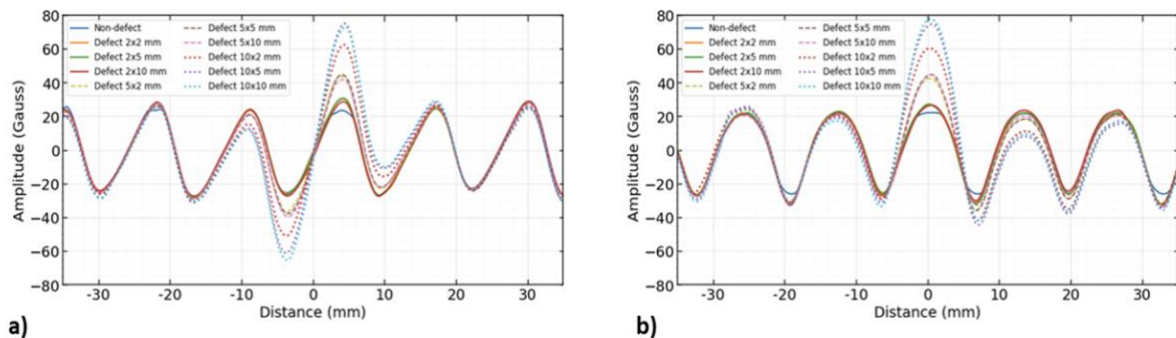 80
60
40
20
0
-20
-40
-60
-80
Amplitude (Gauss)
Non-defect
Defect 2x2 mm
Defect 2x5 mm
Defect 2x10 mm
Defect 5x2 mm
Defect 5x5 mm
Defect 5x10 mm
Defect 10x2 mm
Defect 10x5 mm
Defect 10x10 mm
-30 -20 -10 0 10 20 30
Distance (mm)
a)
80
60
40
20
0
-20
-40
-60
-80
Amplitude (Gauss)
Non-defect
Defect 2x2 mm
Defect 2x5 mm
Defect 2x10 mm
Defect 5x2 mm
Defect 5x5 mm
Defect 5x10 mm
Defect 10x2 mm
Defect 10x5 mm
Defect 10x10 mm
-30 -20 -10 0 10 20 30
Distance (mm)
b)